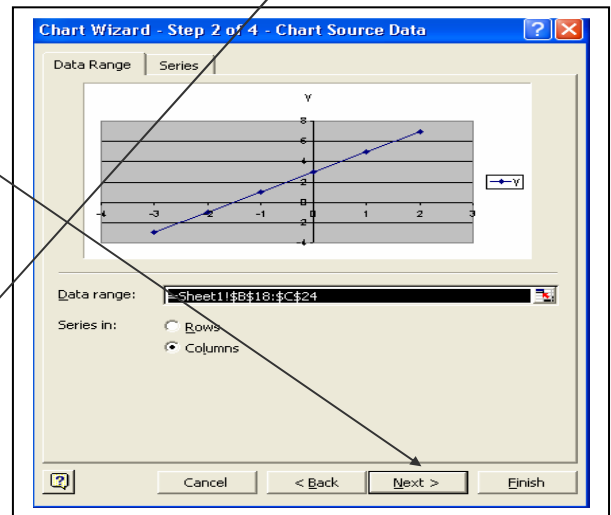 Chart Wizard - Step 2 of 4 - Chart Source Data
Data Range Series
Y
8
6
4
2
0
-4 -3 -2 -1 0 1 2 3
-2
-4
Y
Data range: =Sheet1!$B$18:$C$24
Series in: Rows
Columns
Cancel < Back Next > Finish